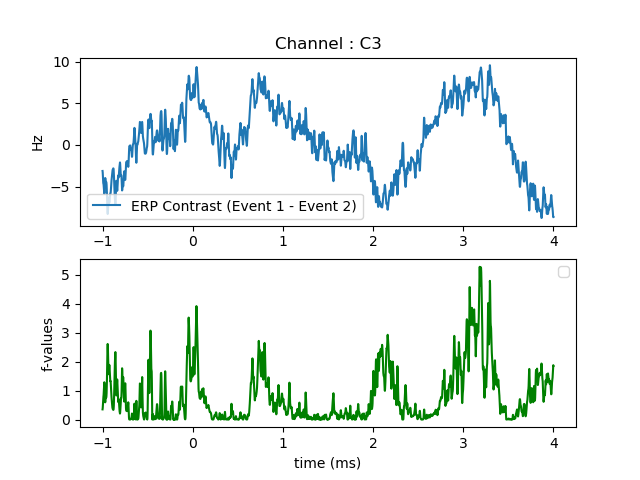 Channel : C3
Hz
10
5
0
−5
ERP Contrast (Event 1 - Event 2)
−1 0 1 2 3 4
f-values
5
4
3
2
1
0
−1 0 1 2 3 4
time (ms)